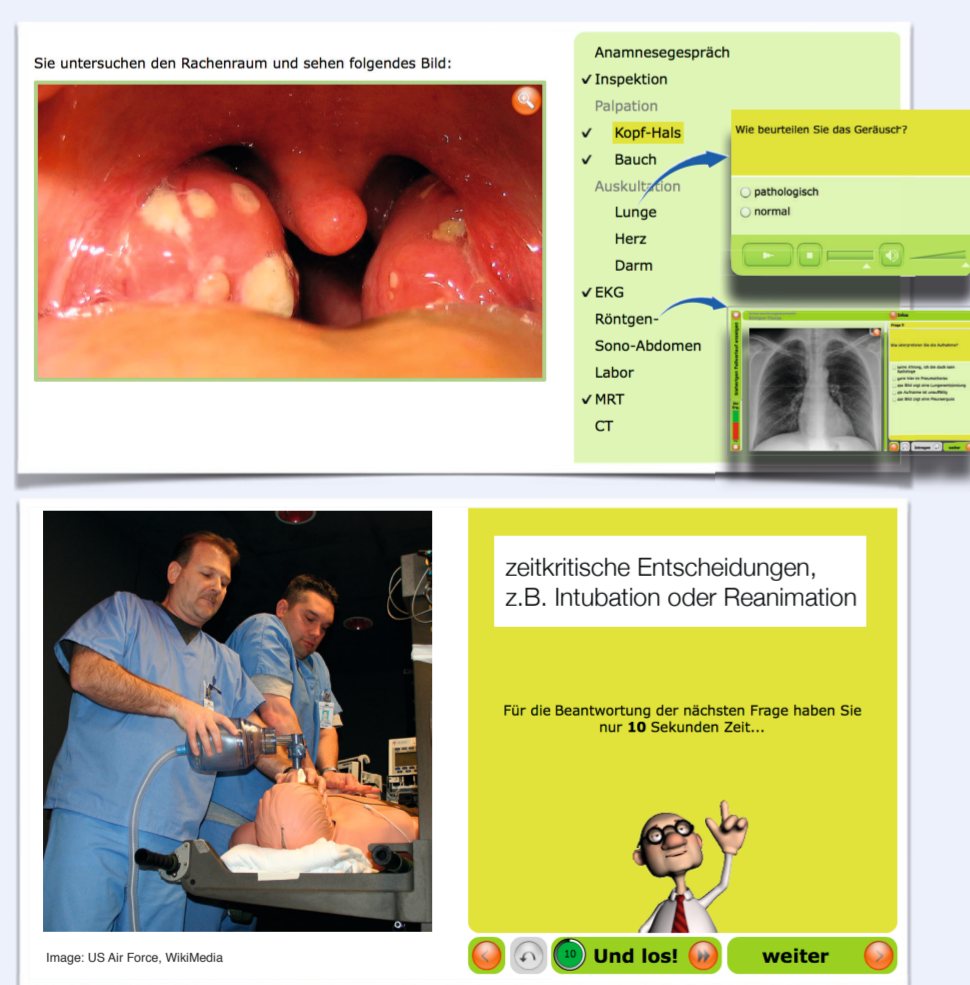 Sie untersuchen den Rachenraum und sehen folgendes Bild:
Anamnesegespräch
✓ Inspektion
Palpation
✓ Kopf-Hals
✓ Bauch
Auskultation
Lunge
Herz
Darm
✓ EKG
Röntgen-
Sono-Abdomen
Labor
✓ MRT
CT
Wie beurteilen Sie das Geräusch?
pathologisch
normal
zeitkritische Entscheidungen,
z.B. Intubation oder Reanimation
Für die Beantwortung der nächsten Frage haben Sie
nur 10 Sekunden Zeit...
Image: US Air Force, WikiMedia
10
Und los!
weiter